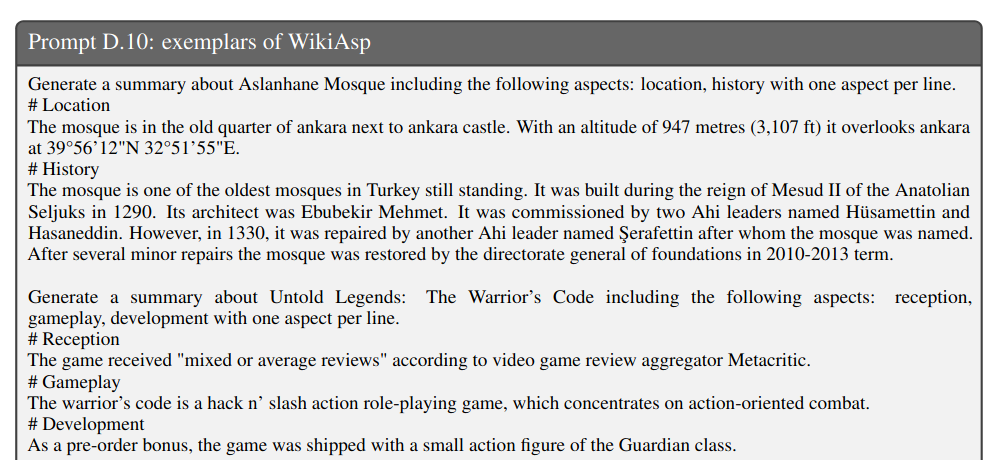 Prompt D.10: exemplars of WikiAsp
Generate a summary about Aslanhane Mosque including the following aspects: location, history with one aspect per line.
# Location
The mosque is in the old quarter of ankara next to ankara castle. With an altitude of 947 metres (3,107 ft) it overlooks ankara
at 39°56’12"N 32°51’55"E.
# History
The mosque is one of the oldest mosques in Turkey still standing. It was built during the reign of Mesud II of the Anatolian
Seljuks in 1290. Its architect was Ebubekir Mehmet. It was commissioned by two Ahi leaders named Hüsamettin and
Hasaneddin. However, in 1330, it was repaired by another Ahi leader named Şerafettin after whom the mosque was named.
After several minor repairs the mosque was restored by the directorate general of foundations in 2010-2013 term.
Generate a summary about Untold Legends: The Warrior’s Code including the following aspects: reception,
gameplay, development with one aspect per line.
# Reception
The game received "mixed or average reviews" according to video game review aggregator Metacritic.
# Gameplay
The warrior’s code is a hack n’ slash action role-playing game, which concentrates on action-oriented combat.
# Development
As a pre-order bonus, the game was shipped with a small action figure of the Guardian class.